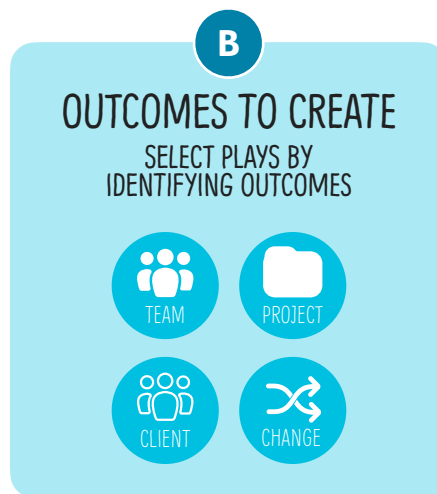 B
OUTCOMES TO CREATE
SELECT PLAYS BY
IDENTIFYING OUTCOMES
TEAM
PROJECT
CLIENT
CHANGE